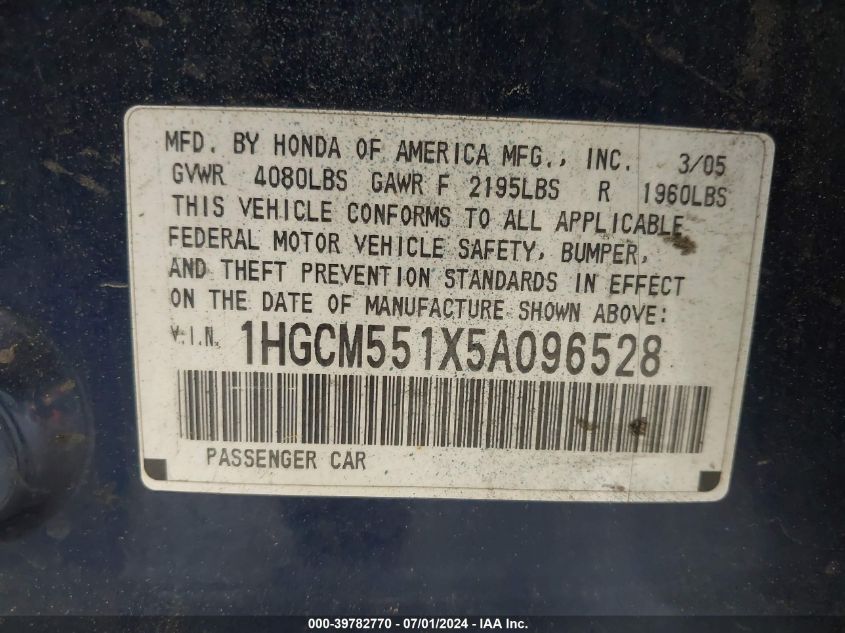 MFD. BY HONDA OF AMERICA MFG., INC. 3/05
GVWR 4080LBS GAWR F 2195LBS R 1960LBS
THIS VEHICLE CONFORMS TO ALL APPLICABLE
FEDERAL MOTOR VEHICLE SAFETY, BUMPER,
AND THEFT PREVENTION STANDARDS IN EFFECT
ON THE DATE OF MANUFACTURE SHOWN ABOVE:
V.I.N. 1HGCM551X5A096528
PASSENGER CAR
000-39782770 - 07/01/2024 - IAA Inc.